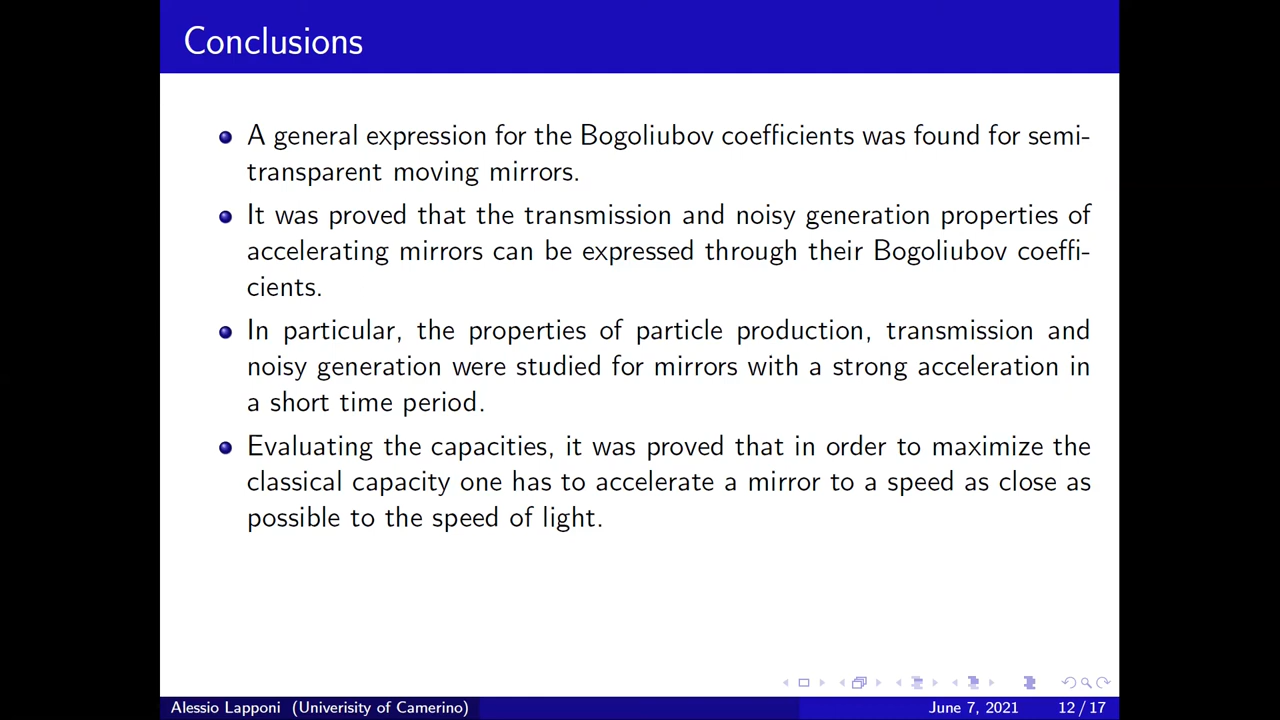 Conclusions
A general expression for the Bogoliubov coefficients was found for semi-
transparent moving mirrors.
It was proved that the transmission and noisy generation properties of
accelerating mirrors can be expressed through their Bogoliubov coeffi-
cients.
In particular, the properties of particle production, transmission and
noisy generation were studied for mirrors with a strong acceleration in
a short time period.
Evaluating the capacities, it was proved that in order to maximize the
classical capacity one has to accelerate a mirror to a speed as close as
possible to the speed of light.
Alessio Lapponi (Univerisity of Camerino) June 7, 2021 12 / 17